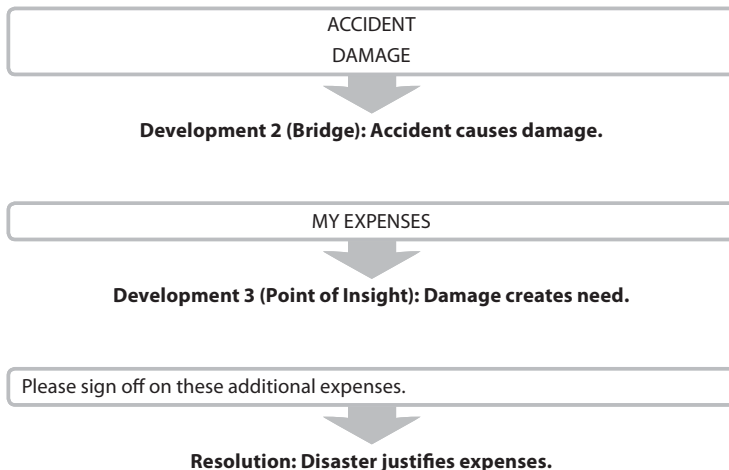 ACCIDENT
DAMAGE
Development 2 (Bridge): Accident causes damage.
MY EXPENSES
Development 3 (Point of Insight): Damage creates need.
Please sign off on these additional expenses.
Resolution: Disaster justifies expenses.